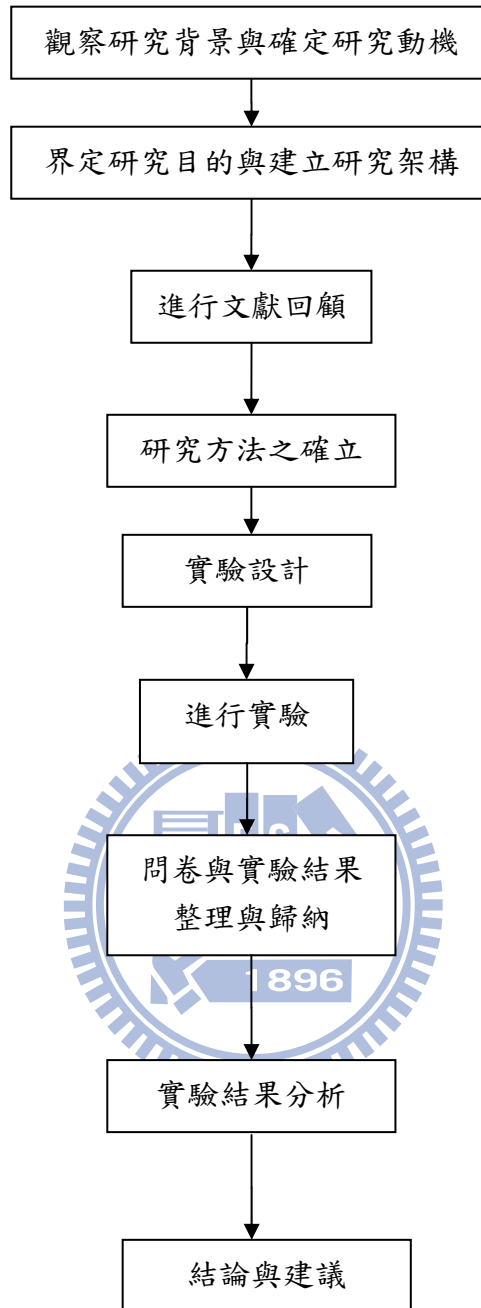 觀察研究背景與確定研究動機
界定研究目的與建立研究架構
進行文獻回顧
研究方法之確立
實驗設計
進行實驗
問卷與實驗結果
整理與歸納
1896
實驗結果分析
結論與建議